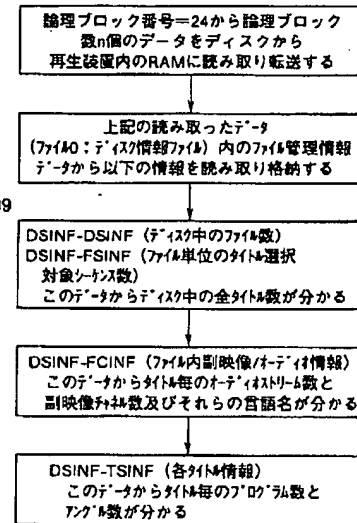 論理ブロック番号=24から論理ブロック
数n個のデータをディスクから
再生装置内のRAMに読み取り転送する
上記の読み取ったデータ
(ファイル0:ディスク情報ファイル)内のファイル管理情報
データから以下の情報を読み取り格納する
9
DSINF-DSINF(ディスク中のファイル数)
DSINF-FSINF(ファイル単位のタイトル選択
対象シーケンス数)
このデータからディスク中の全タイトル数が分かる
DSINF-FCINF(ファイル内副映像/オーディオ情報)
このデータからタイトル毎のオーディオストリーム数と
副映像チャネル数及びそれらの言語名が分かる
DSINF-TSINF(各タイトル情報)
このデータからタイトル毎のプログラム数と
アングル数が分かる